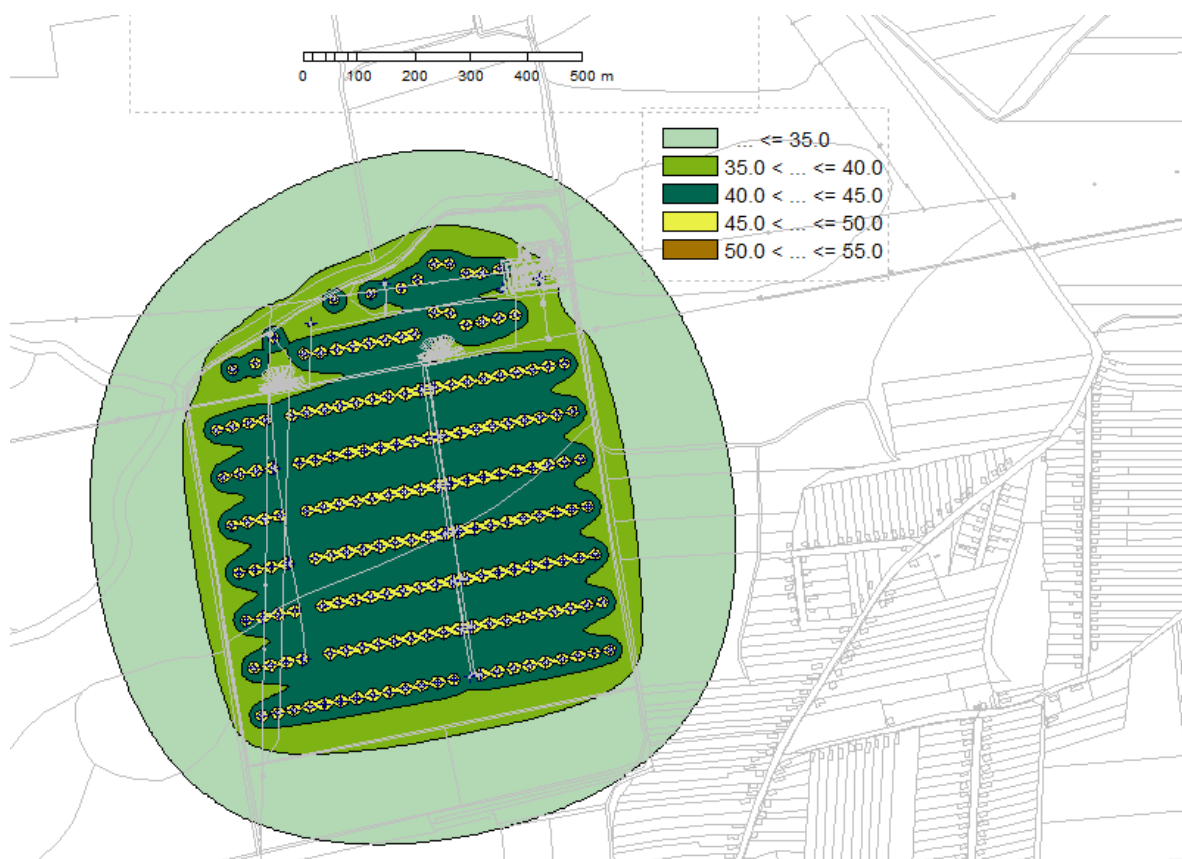 0 100 200 300 400 500 m
... <= 35.0
35.0 < ... <= 40.0
40.0 < ... <= 45.0
45.0 < ... <= 50.0
50.0 < ... <= 55.0